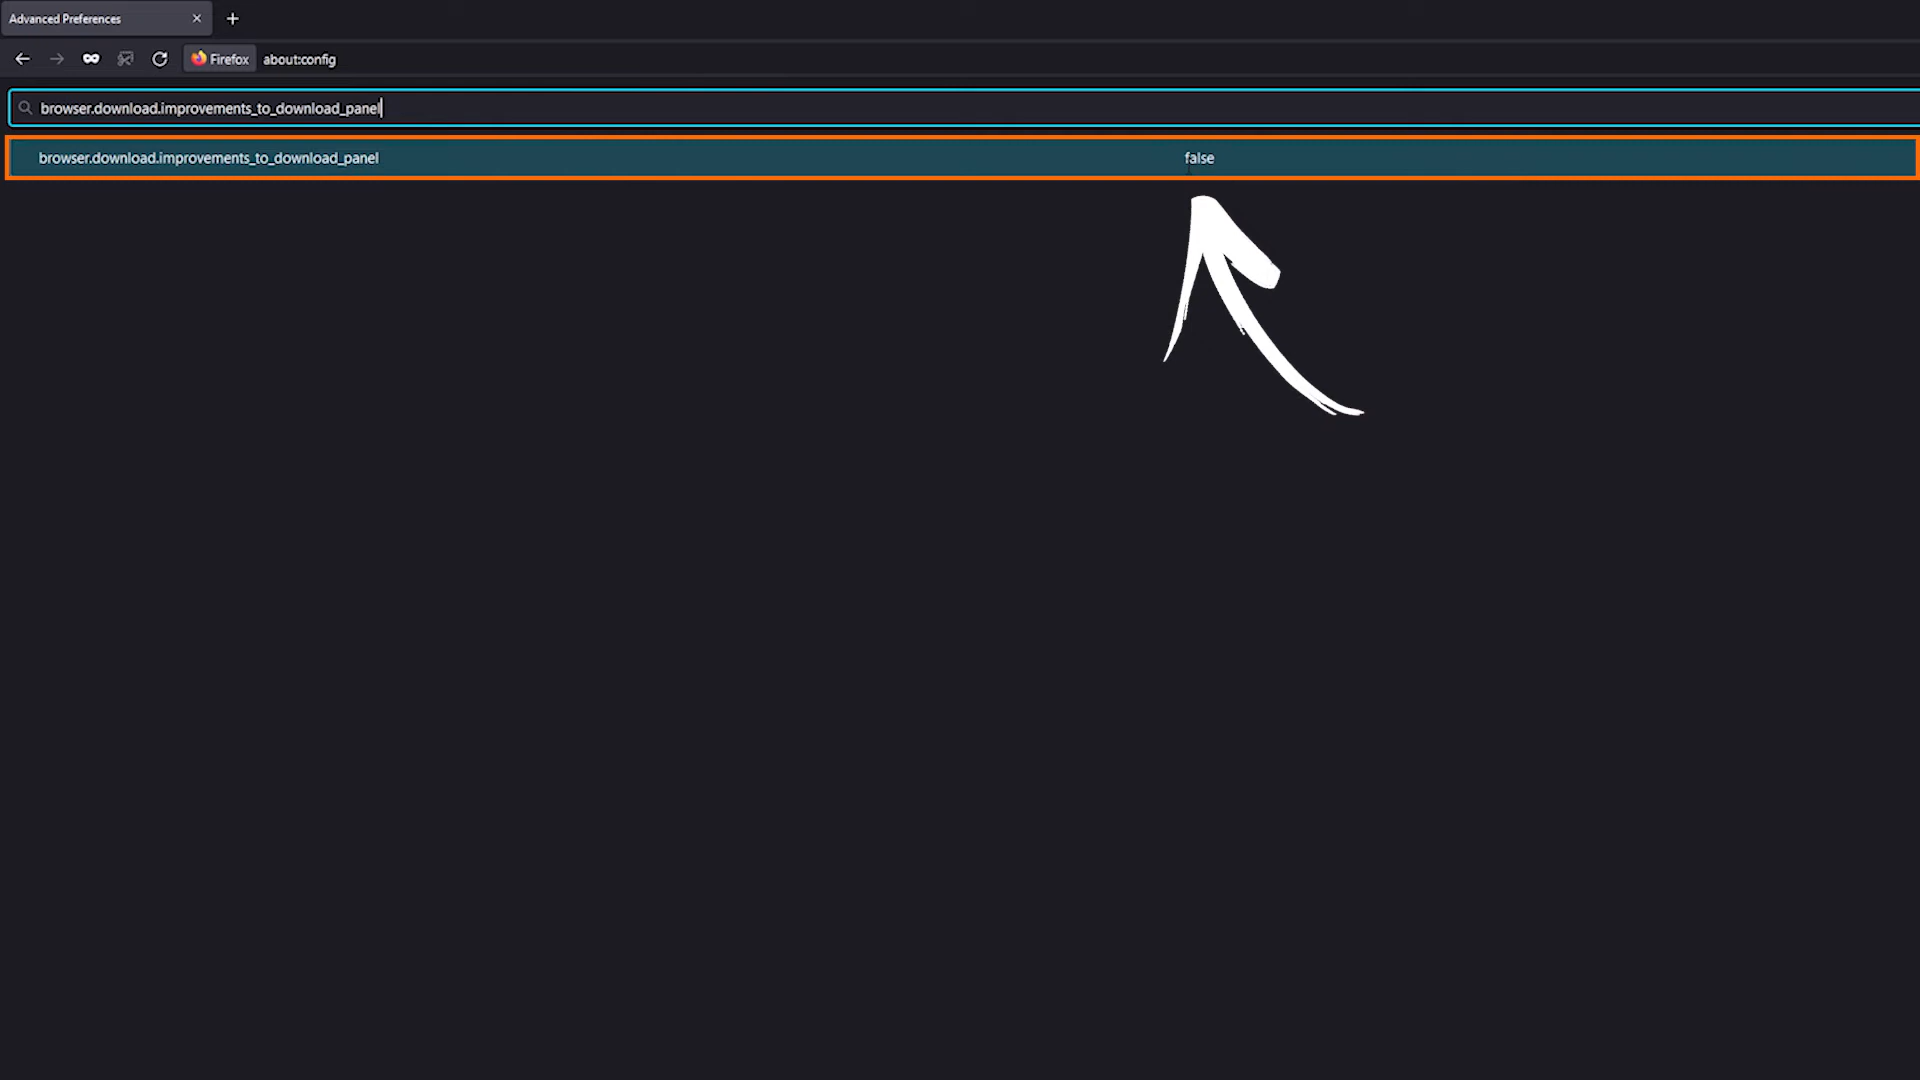 Advanced Preferences
Firefox about:config
browser.download.improvements_to_download_panel
browser.download.improvements_to_download_panel false